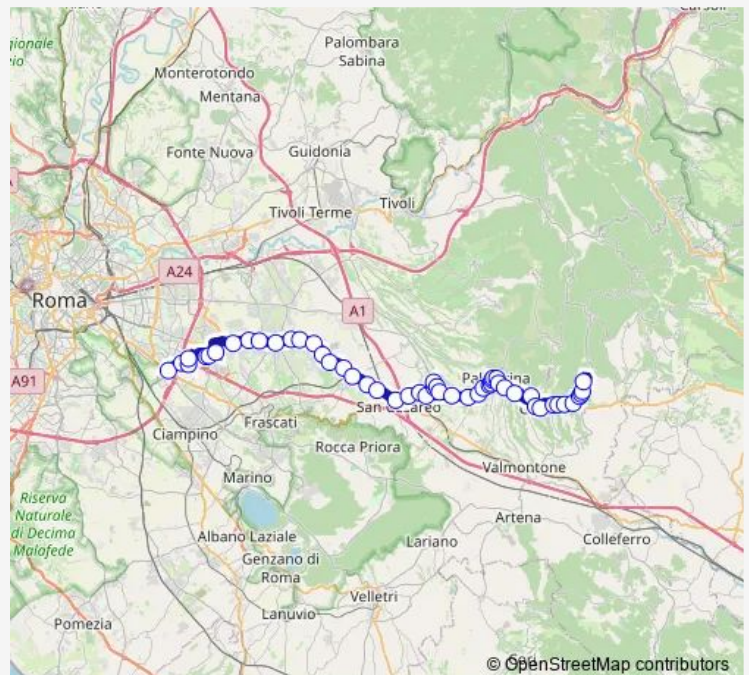 Palombara
Sabina
Monterotondo
Mentana
Fonte Nuova
Guidonia
Tivoli
Tivoli Terme
A24
Roma
A1
A91
San Cesareo
Ciampino
Frascati
Rocca Priora
Valmontone
Marino
Riserva
Naturale
di Decima
Malafede
Artena
Albano Laziale
Lariano
Colleferro
Genzano di
Roma
Velletri
Lanuvio
Pomezia
© OpenStreetMap contributors